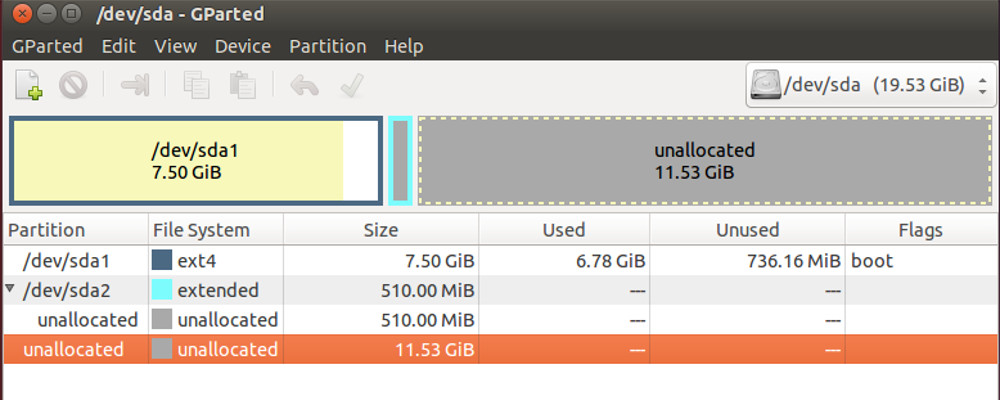 /dev/sda - GParted
GParted Edit View Device Partition Help
/dev/sda (19.53 GiB)
/dev/sda1
7.50 GiB
unallocated
11.53 GiB
Partition File System Size Used Unused Flags
/dev/sda1 ext4 7.50 GiB 6.78 GiB 736.16 MiB boot
/dev/sda2 extended 510.00 MiB --- ---
unallocated unallocated 510.00 MiB --- ---
unallocated unallocated 11.53 GiB --- ---